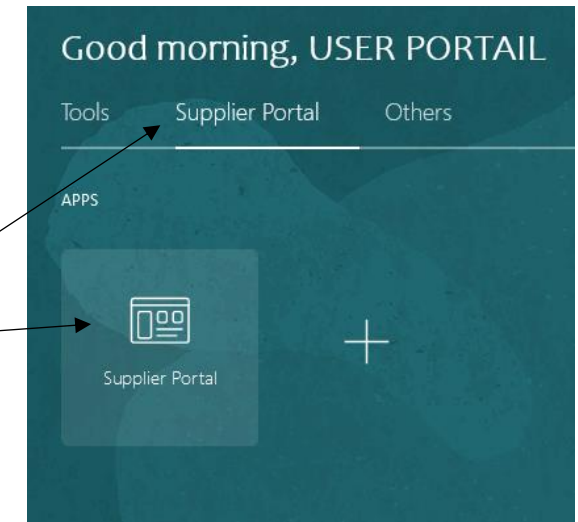 Good morning, USER PORTAIL
Tools Supplier Portal Others
APPS
Supplier Portal